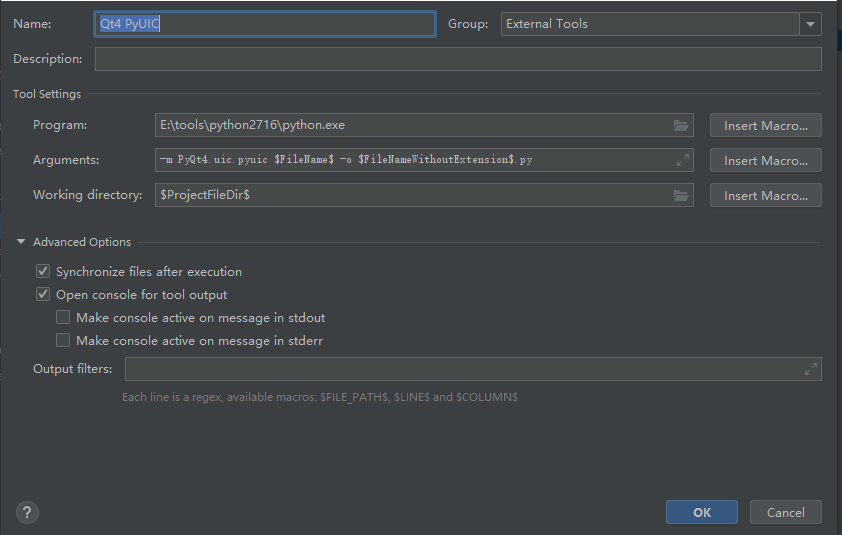 Name: Qt4 PyUIC Group: External Tools
Description:
Tool Settings
Program: E:\tools\python2716\python.exe Insert Macro...
Arguments: -m PyQt4.uic.pyuic $FileName$ -o $FileNameWithoutExtension$.py Insert Macro...
Working directory: $ProjectFileDir$ Insert Macro...
Advanced Options
Synchronize files after execution
Open console for tool output
Make console active on message in stdout
Make console active on message in stderr
Output filters:
Each line is a regex, available macros: $FILE_PATH$, $LINE$ and $COLUMN$
? OK Cancel